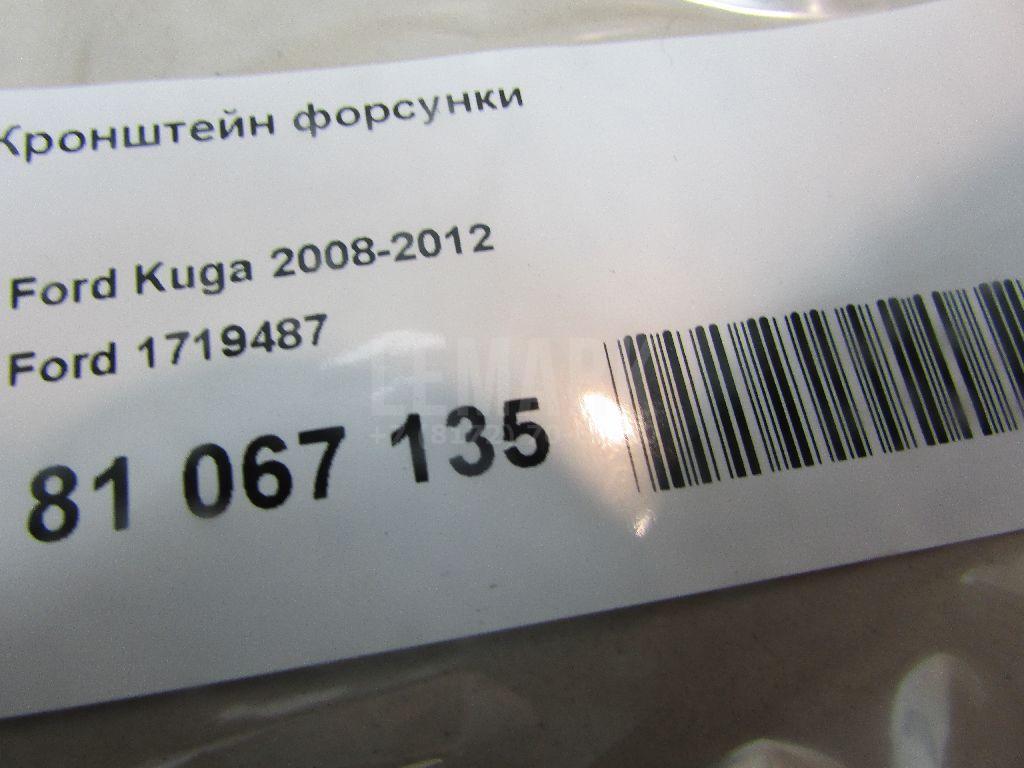 Кронштейн форсунки
Ford Kuga 2008-2012
Ford 1719487
81 067 135